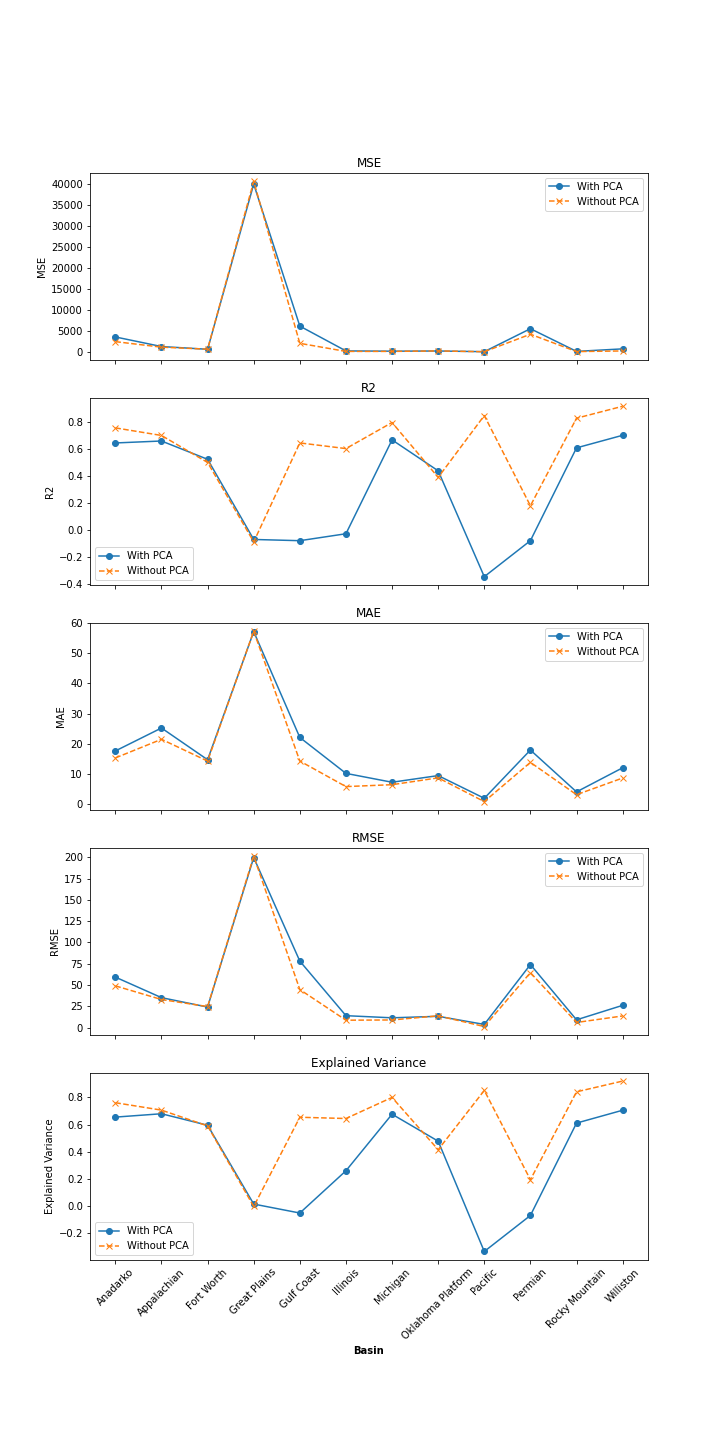 MSE
40000
35000
30000
25000
20000
15000
10000
5000
0
MSE
With PCA
Without PCA
R2
0.8
0.6
0.4
0.2
0.0
−0.2
−0.4
R2
With PCA
Without PCA
MAE
60
50
40
30
20
10
0
MAE
With PCA
Without PCA
RMSE
200
175
150
125
100
75
50
25
0
RMSE
With PCA
Without PCA
Explained Variance
0.8
0.6
0.4
0.2
0.0
−0.2
Explained Variance
With PCA
Without PCA
Anadarko
Appalachian
Fort Worth
Great Plains
Gulf Coast
Illinois
Michigan
Oklahoma Platform
Pacific
Permian
Rocky Mountain
Williston
Basin